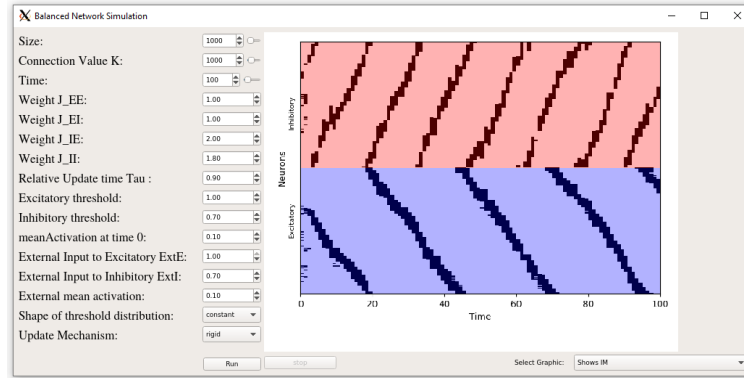 Balanced Network Simulation
Size: 1000
Connection Value K: 1000
Time: 100
Weight J_EE: 1.00
Weight J_EI: 1.00
Weight J_IE: 2.00
Weight J_II: 1.80
Relative Update time Tau : 0.90
Excitatory threshold: 1.00
Inhibitory threshold: 0.70
meanActivation at time 0: 0.10
External Input to Excitatory ExtE: 1.00
External Input to Inhibitory ExtI: 0.70
External mean activation: 0.10
Shape of threshold distribution: constant
Update Mechanism: rigid
Run
stop
Neurons
Inhibitory
Excitatory
0 20 40 60 80 100
Time
Select Graphic: Shows IM